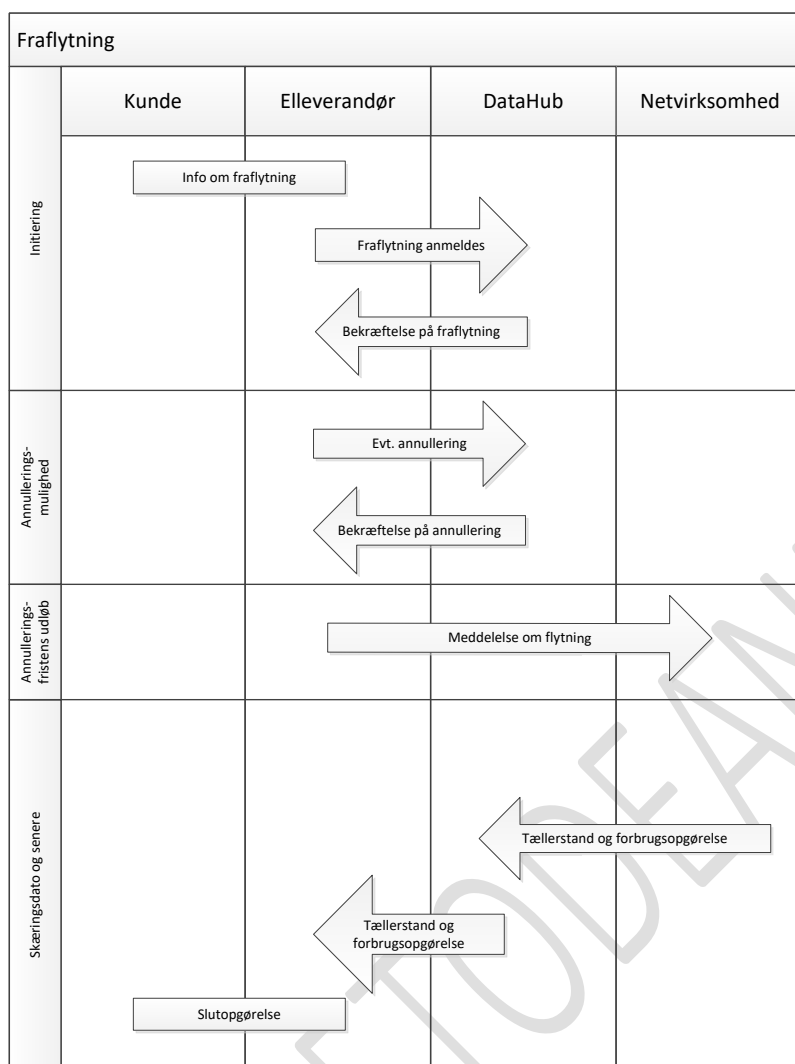 Fraflytning
Kunde
Elleverandør
DataHub
Netvirksomhed
Initiering
Info om fraflytning
Fraflytning anmeldes
Bekræftelse på fraflytning
Annullerings-
mulighed
Evt. annullering
Bekræftelse på annullering
Annullerings-
fristens udløb
Meddelelse om flytning
Skæringsdato og senere
Tællerstand og forbrugsopgørelse
Tællerstand og
forbrugsopgørelse
Slutopgørelse